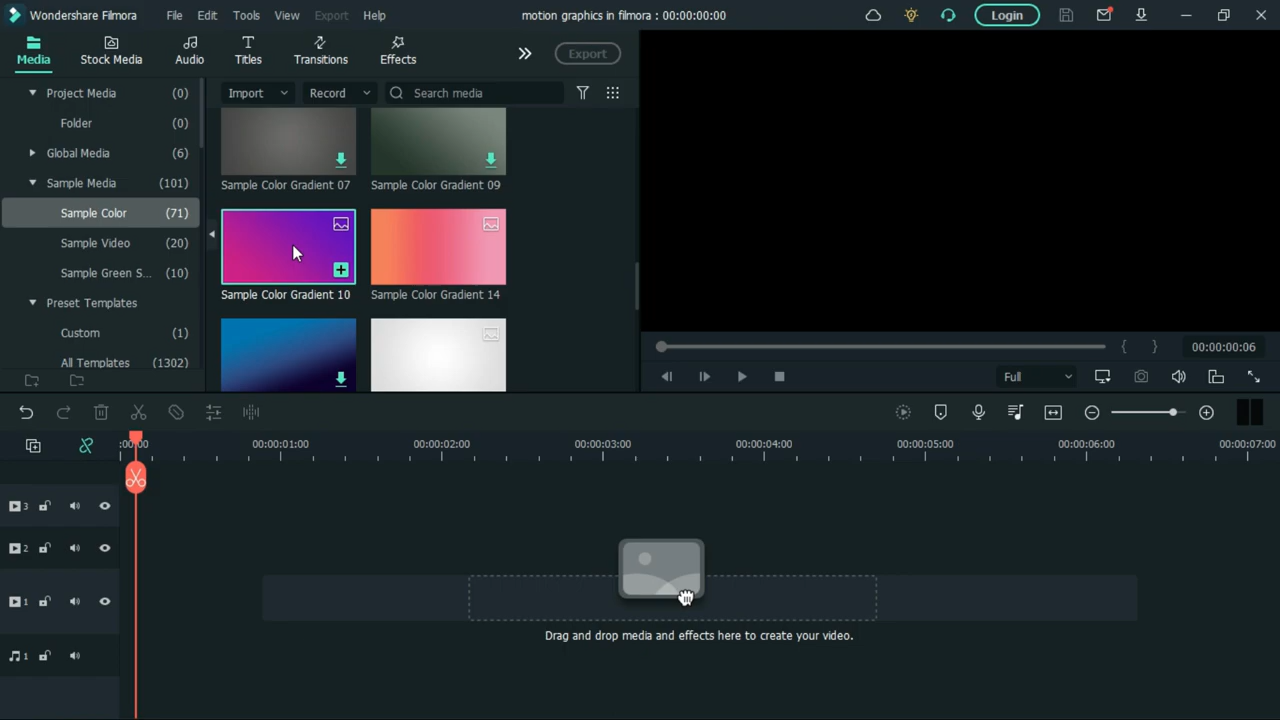 Wondershare Filmora File Edit Tools View Export Help motion graphics in filmora : 00:00:00:00 Login
Media Stock Media Audio Titles Transitions Effects Export
Project Media (0)
Folder (0)
Global Media (6)
Sample Media (101)
Sample Color (71)
Sample Video (20)
Sample Green S... (10)
Preset Templates
Custom (1)
All Templates (1302)
Import Record Search media
Sample Color Gradient 07 Sample Color Gradient 09
Sample Color Gradient 10 Sample Color Gradient 14
00:00:00:06
Full
:00:00 00:00:01:00 00:00:02:00 00:00:03:00 00:00:04:00 00:00:05:00 00:00:06:00 00:00:07:00
3
2
1
Drag and drop media and effects here to create your video.
1